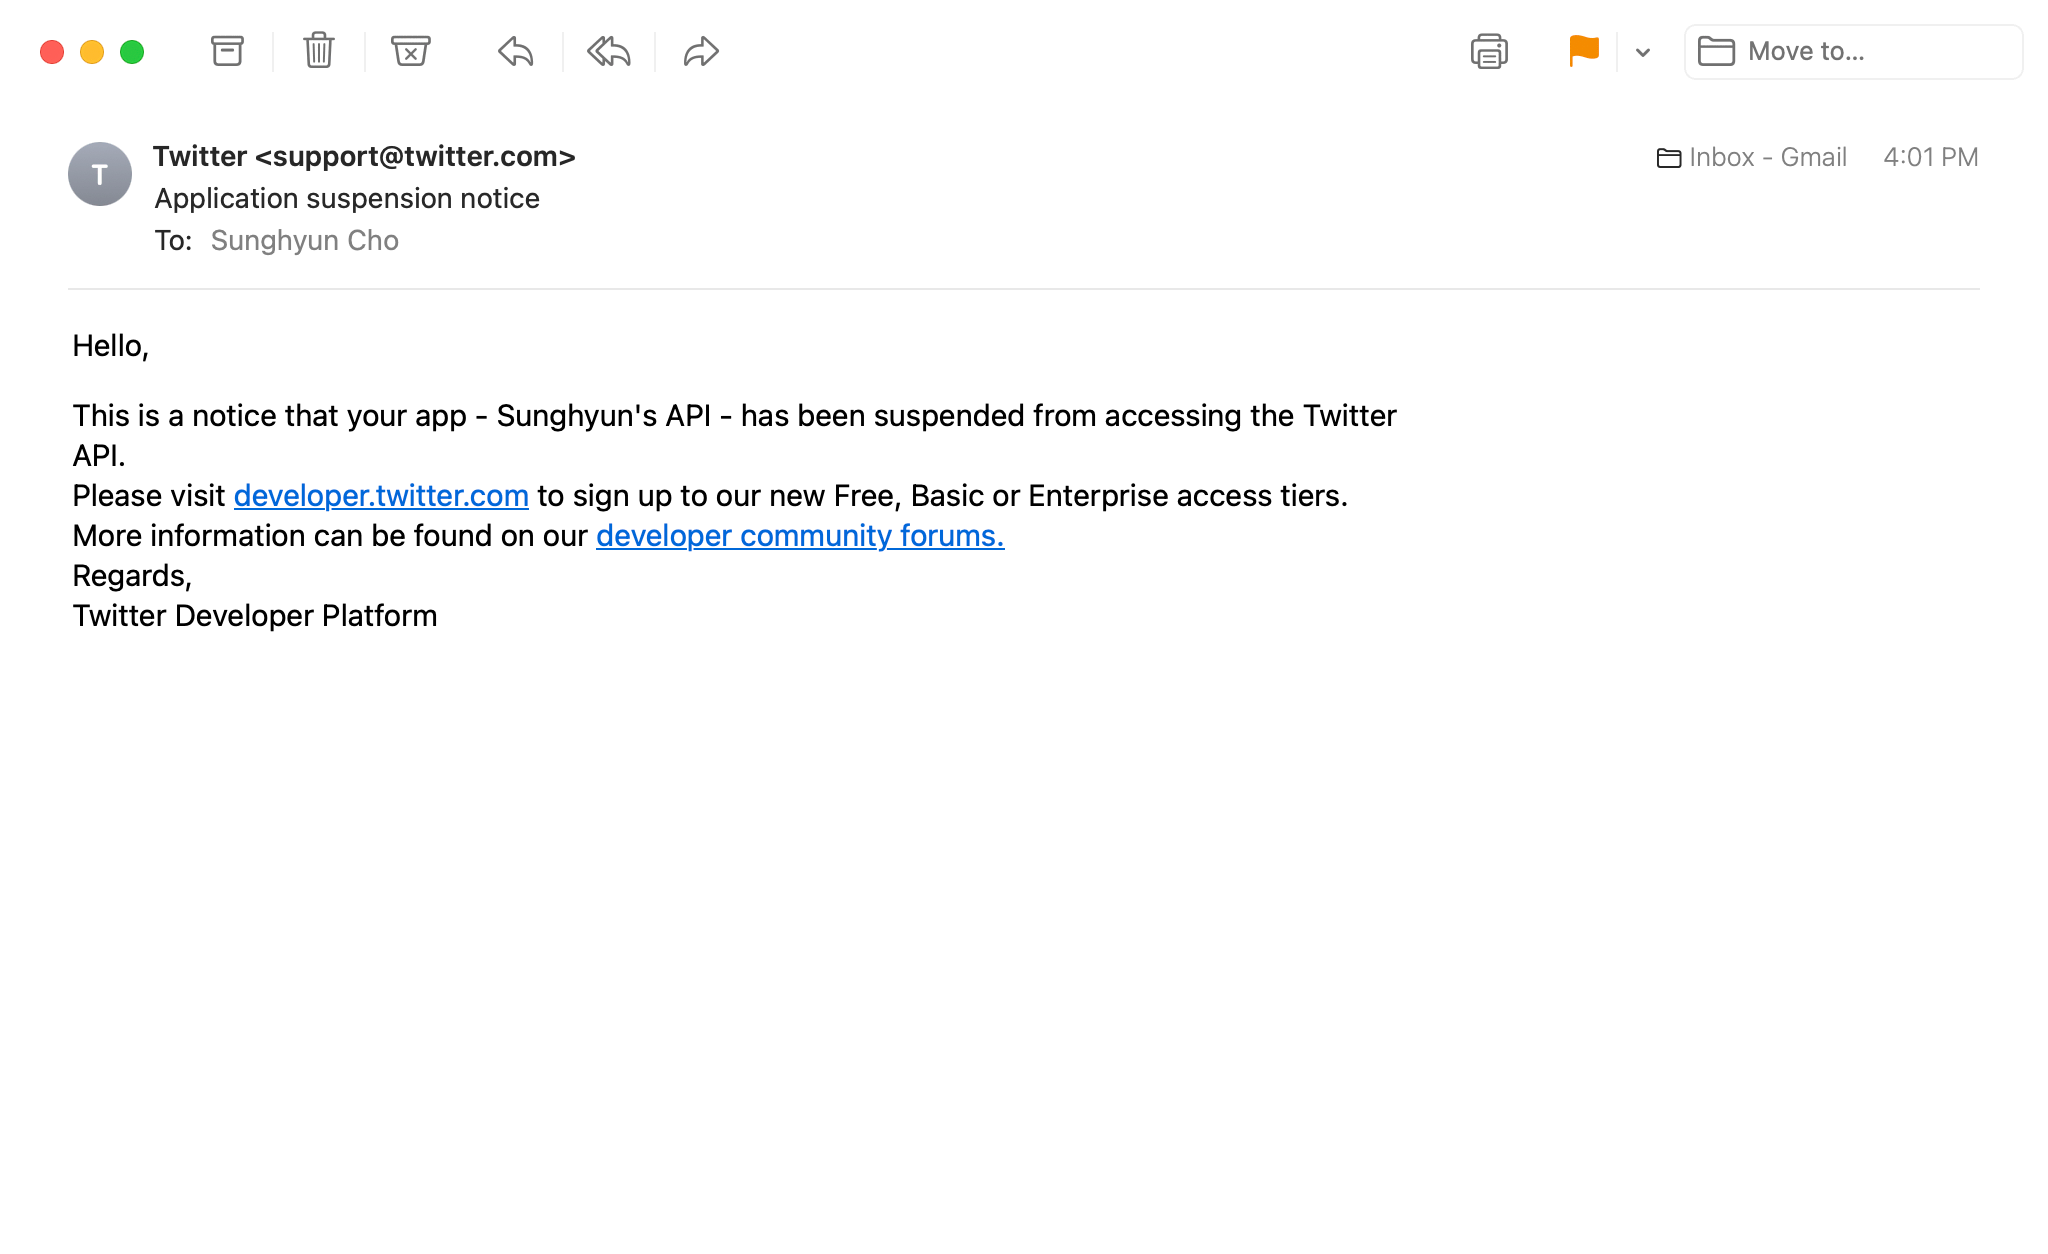 Move to...
T
Twitter <support@twitter.com>
Inbox - Gmail 4:01 PM
Application suspension notice
To: Sunghyun Cho
Hello,
This is a notice that your app - Sunghyun's API - has been suspended from accessing the Twitter
API.
Please visit developer.twitter.com to sign up to our new Free, Basic or Enterprise access tiers.
More information can be found on our developer community forums.
Regards,
Twitter Developer Platform